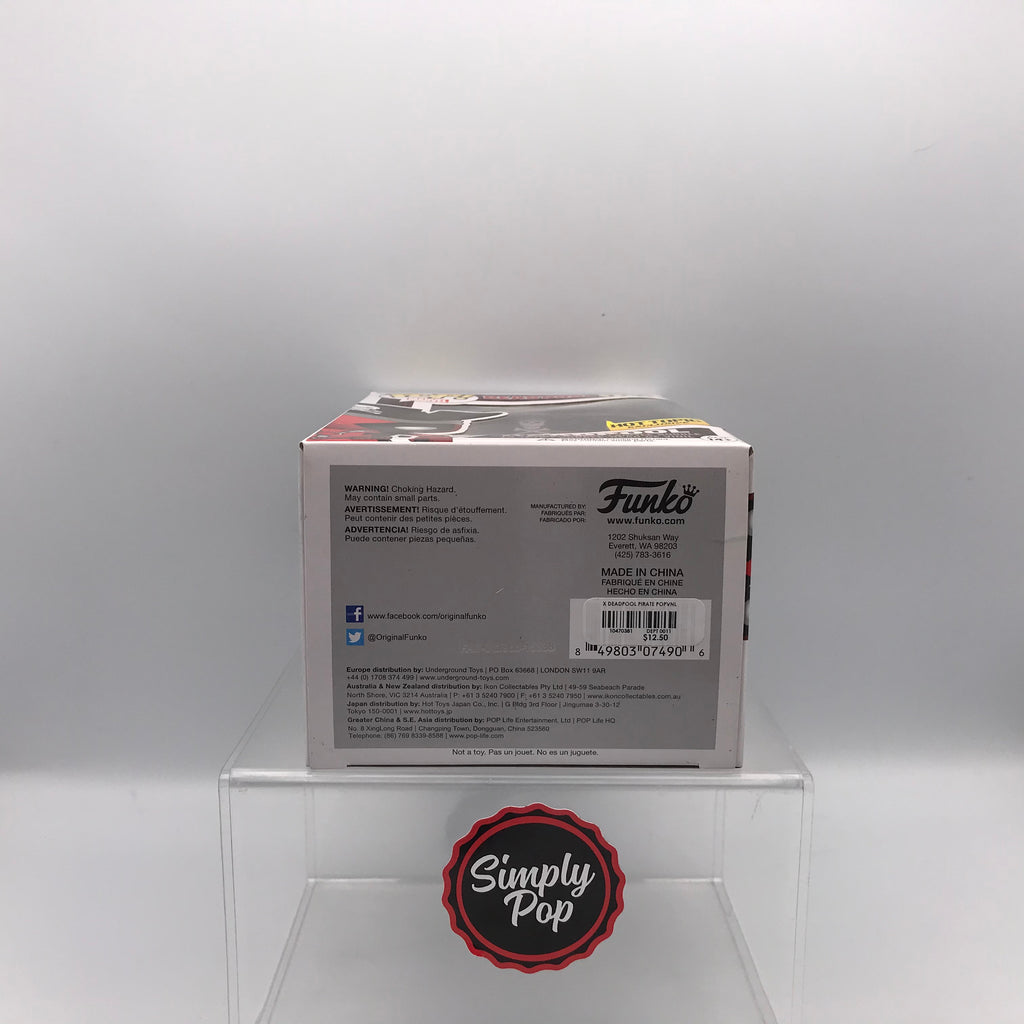 HOT TOPIC
WARNING! Choking Hazard.
May contain small parts.
AVERTISSEMENT! Risque d'étouffement.
Peut contenir des petites pièces.
ADVERTENCIA! Riesgo de asfixia.
Puede contener piezas pequeñas.
MANUFACTURED BY:
FABRIQUÉS PAR:
FABRICADO POR:
Funko
www.funko.com
1202 Shuksan Way
Everett, WA 98203
(425) 783-3616
MADE IN CHINA
FABRIQUÉ EN CHINE
HECHO EN CHINA
X DEADPOOL PIRATE POPVNL
10470381 DEPT 0011
$12.50
8 49803 07490 6
www.facebook.com/originalfunko
@OriginalFunko
Europe distribution by: Underground Toys | PO Box 63668 | LONDON SW11 9AR
+44 (0) 1708 374 499 | www.underground-toys.com
Australia & New Zealand distribution by: Ikon Collectables Pty Ltd | 49-59 Seabeach Parade
North Shore, VIC 3214 Australia | P: +61 3 5240 7900 | F: +61 3 5240 7950 | www.ikoncollectables.com.au
Japan distribution by: Hot Toys Japan Co., Inc. | G Bldg 3rd Floor | Jingumae 3-30-12
Tokyo 150-0001 | www.hottoys.jp
Greater China & S.E. Asia distribution by: POP Life Entertainment, Ltd | POP Life HQ
No. 8 XingLong Road | Changping Town, Dongguan, China 523560
Telephone: (86) 769 8339-8588 | www.pop-life.com
Not a toy. Pas un jouet. No es un juguete.
Simply
Pop